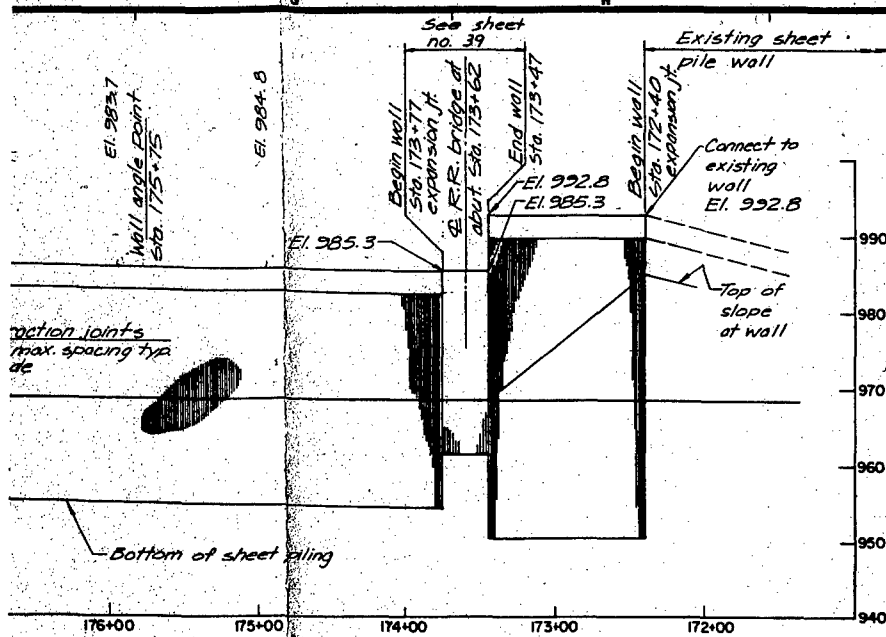 See sheet
no. 39
Existing sheet
pile wall
El. 983.7
Wall angle point
Sta. 175+75
El. 984.8
Begin wall
Sta. 173+77
expansion jt.
℄ R.R. bridge at
abut. Sta. 173+62
End wall
Sta. 173+47
Begin wall
Sta. 172+40
expansion jt.
Connect to
existing
wall
El. 992.8
El. 992.8
El. 985.3
El. 985.3
Top of
slope
at wall
raction joints
max. spacing typ.
de
Bottom of sheet piling
990
980
970
960
950
940
176+00
175+00
174+00
173+00
172+00